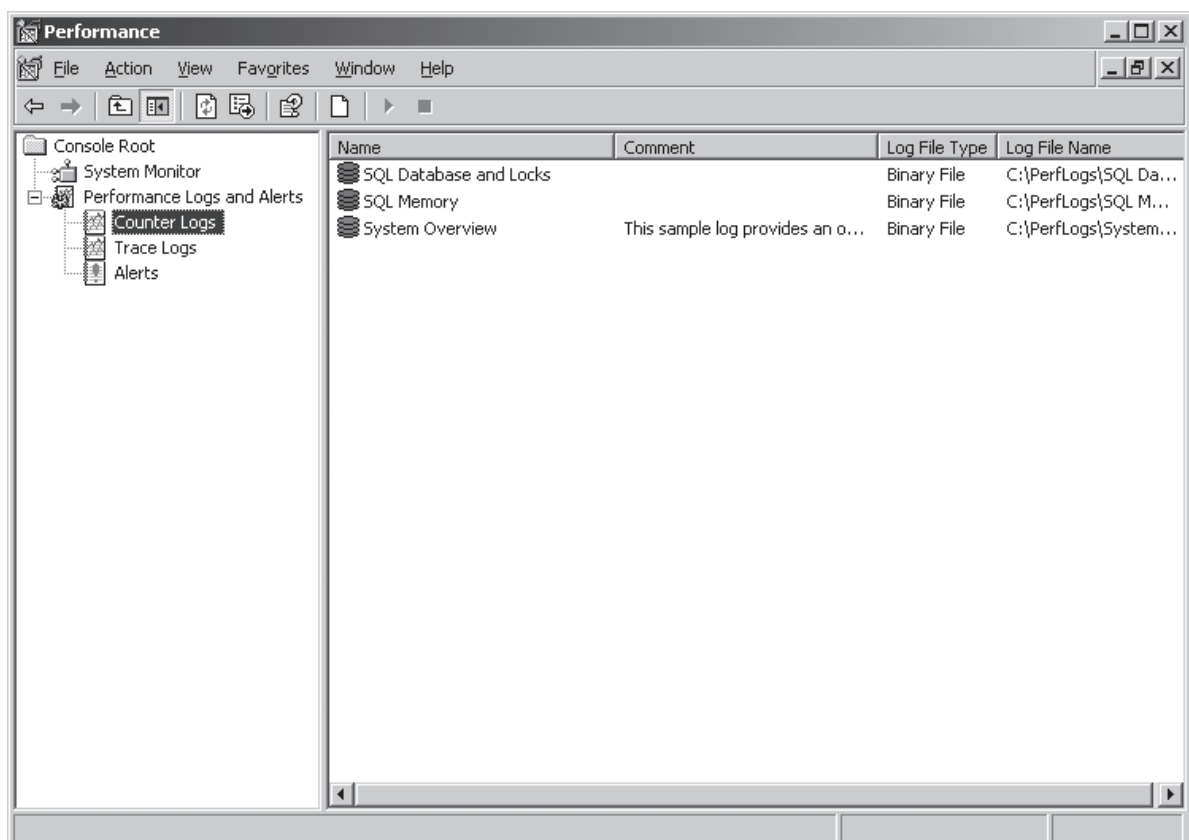 Performance
File Action View Favorites Window Help
Console Root
System Monitor
Performance Logs and Alerts
Counter Logs
Trace Logs
Alerts
Name Comment Log File Type Log File Name
SQL Database and Locks Binary File C:\PerfLogs\SQL Da...
SQL Memory Binary File C:\PerfLogs\SQL M...
System Overview This sample log provides an o... Binary File C:\PerfLogs\System...